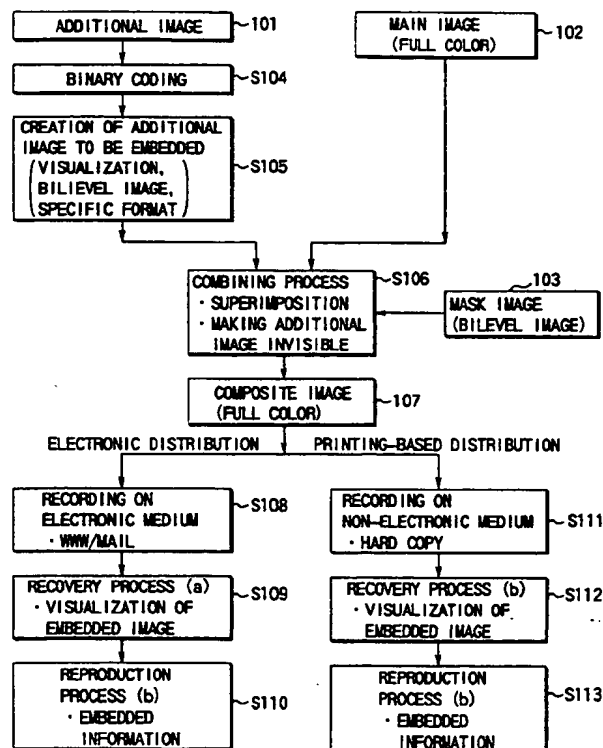 ADDITIONAL IMAGE
101
MAIN IMAGE
(FULL COLOR)
102
BINARY CODING
S104
CREATION OF ADDITIONAL
IMAGE TO BE EMBEDDED
(VISUALIZATION,
BILIEVEL IMAGE,
SPECIFIC FORMAT)
S105
COMBINING PROCESS
· SUPERIMPOSITION
· MAKING ADDITIONAL
IMAGE INVISIBLE
S106
103
MASK IMAGE
(BILEVEL IMAGE)
COMPOSITE IMAGE
(FULL COLOR)
107
ELECTRONIC DISTRIBUTION
PRINTING-BASED DISTRIBUTION
RECORDING ON
ELECTRONIC MEDIUM
· WWW/MAIL
S108
RECORDING ON
NON-ELECTRONIC MEDIUM
· HARD COPY
S111
RECOVERY PROCESS (a)
· VISUALIZATION OF
EMBEDDED IMAGE
S109
RECOVERY PROCESS (b)
· VISUALIZATION OF
EMBEDDED IMAGE
S112
REPRODUCTION
PROCESS (b)
· EMBEDDED
INFORMATION
S110
REPRODUCTION
PROCESS (b)
· EMBEDDED
INFORMATION
S113